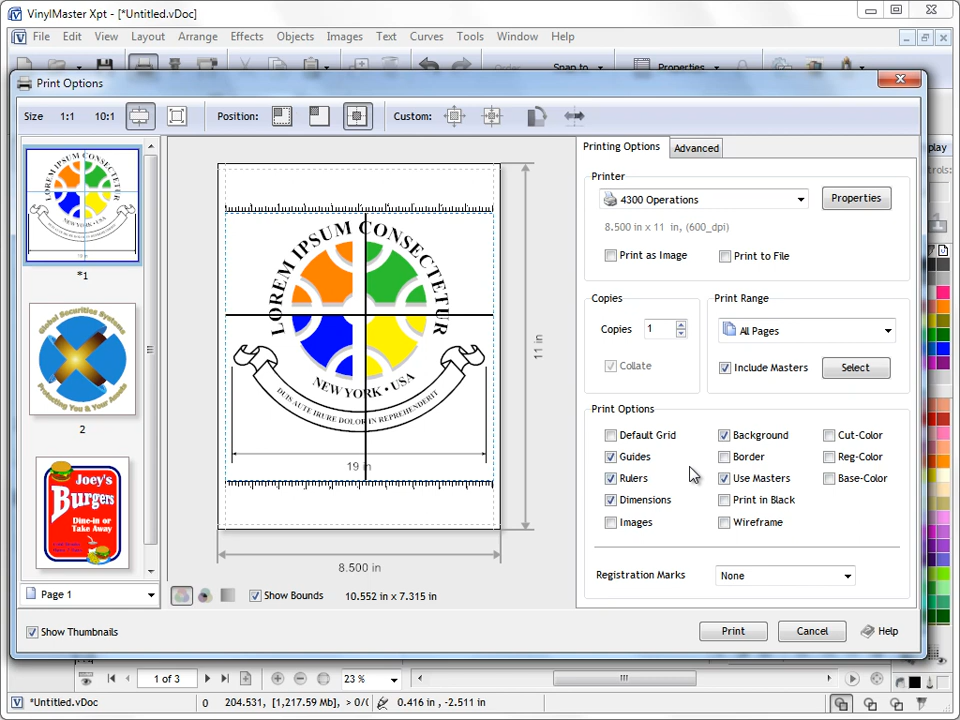 VinylMaster Xpt - [*Untitled.vDoc]
File Edit View Layout Arrange Effects Objects Images Text Curves Tools Window Help
Snap to Properties
Print Options
Size 1:1 10:1 Position: Custom:
Printing Options Advanced
Printer
4300 Operations Properties
8.500 in x 11 in, (600_dpi)
Print as Image Print to File
Copies Print Range
Copies 1 All Pages
Collate Include Masters Select
Print Options
Default Grid Background Cut-Color
Guides Border Reg-Color
Rulers Use Masters Base-Color
Dimensions Print in Black
Images Wireframe
Registration Marks None
Print Cancel Help
LOREM IPSUM CONSECTETUR
NEW YORK • USA
*1
Global Securities Systems
Protecting You & Your Assets
2
Joey's
Burgers
Dine-in or
Take Away
Page 1
Show Thumbnails
LOREM IPSUM CONSECTETUR
NEW YORK • USA
DUIS AUTE IRURE DOLOR IN REPREHENDERIT
19 in
11 in
8.500 in
Show Bounds 10.552 in x 7.315 in
1 of 3 23 %
*Untitled.vDoc 0 204.531, [1,217.59 Mb], > 0/( 0.416 in , -2.511 in